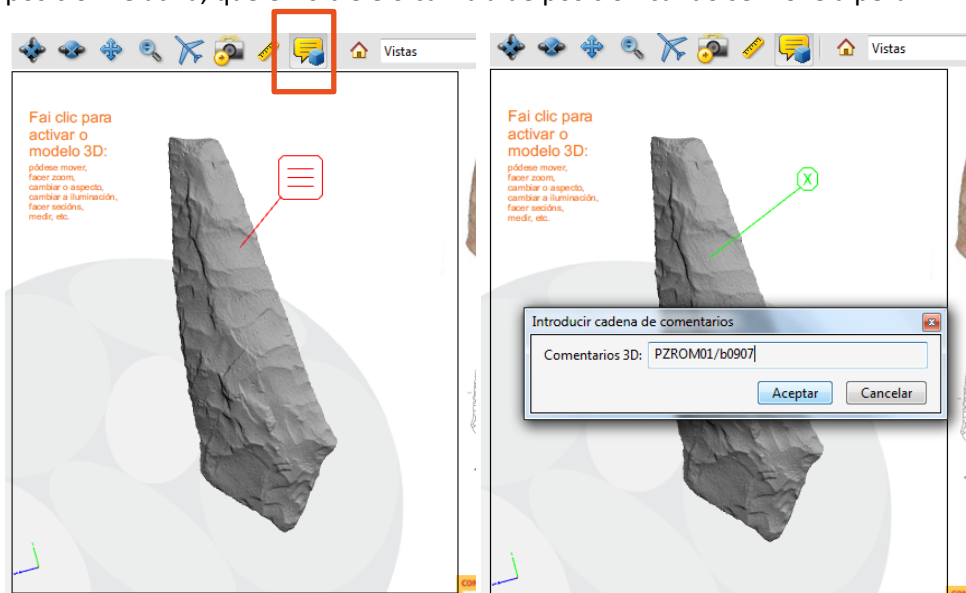 Vistas
Fai clic para
activar o
modelo 3D:
pódese mover,
facer zoom,
cambiar o aspecto,
cambiar a iluminación,
facer secións,
medir, etc.
Vistas
Fai clic para
activar o
modelo 3D:
pódese mover,
facer zoom,
cambiar o aspecto,
cambiar a iluminación,
facer secións,
medir, etc.
X
Introducir cadena de comentarios
Comentarios 3D: PZROM01/b0907
Aceptar Cancelar